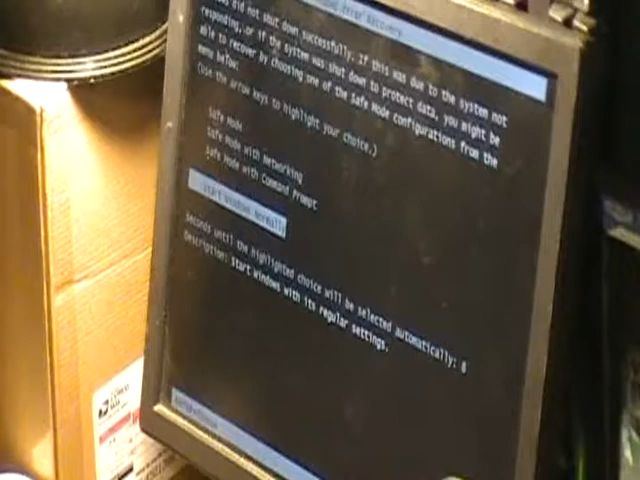 Error Recovery
did not shut down successfully. If this was due to the system not
responding, or if the system was shut down to protect data, you might be
able to recover by choosing one of the Safe Mode configurations from the
menu below:
(Use the arrow keys to highlight your choice.)
Safe Mode
Safe Mode with Networking
Safe Mode with Command Prompt
Start Windows Normally
Seconds until the highlighted choice will be selected automatically:
Description: Start Windows with its regular settings.